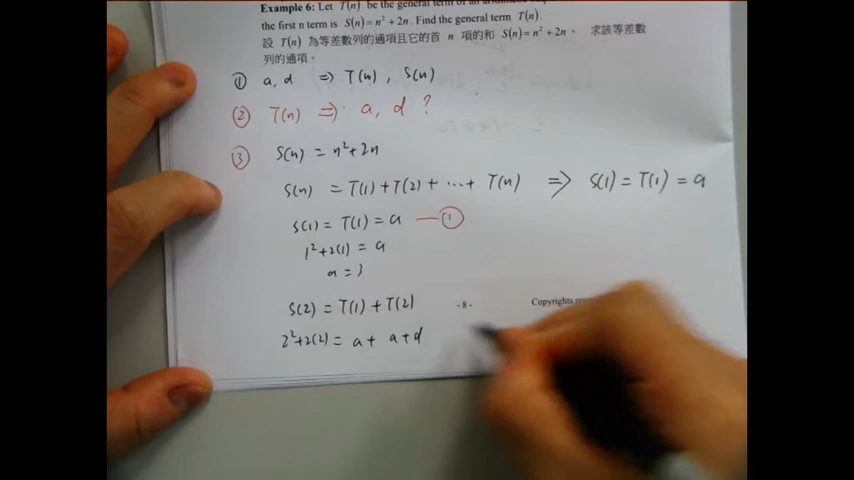 Example 6: Let T(n) be the general term of an arithmetic
the first n term is S(n)=n²+2n. Find the general term T(n).
設 T(n) 為等差數列的通項且它的首 n 項的和 S(n)=n²+2n。 求該等差數
列的通項。
① a, d ⇒ T(n), S(n)
② T(n) ⇒ a, d ?
③ S(n) = n²+2n
S(n) = T(1)+T(2)+ ⋯ + T(n) ⇒ S(1) = T(1) = a
S(1) = T(1) = a —①
1²+2(1) = a
a = 3
S(2) = T(1)+T(2)
-8- Copyrights
2²+2(2) = a + a+d